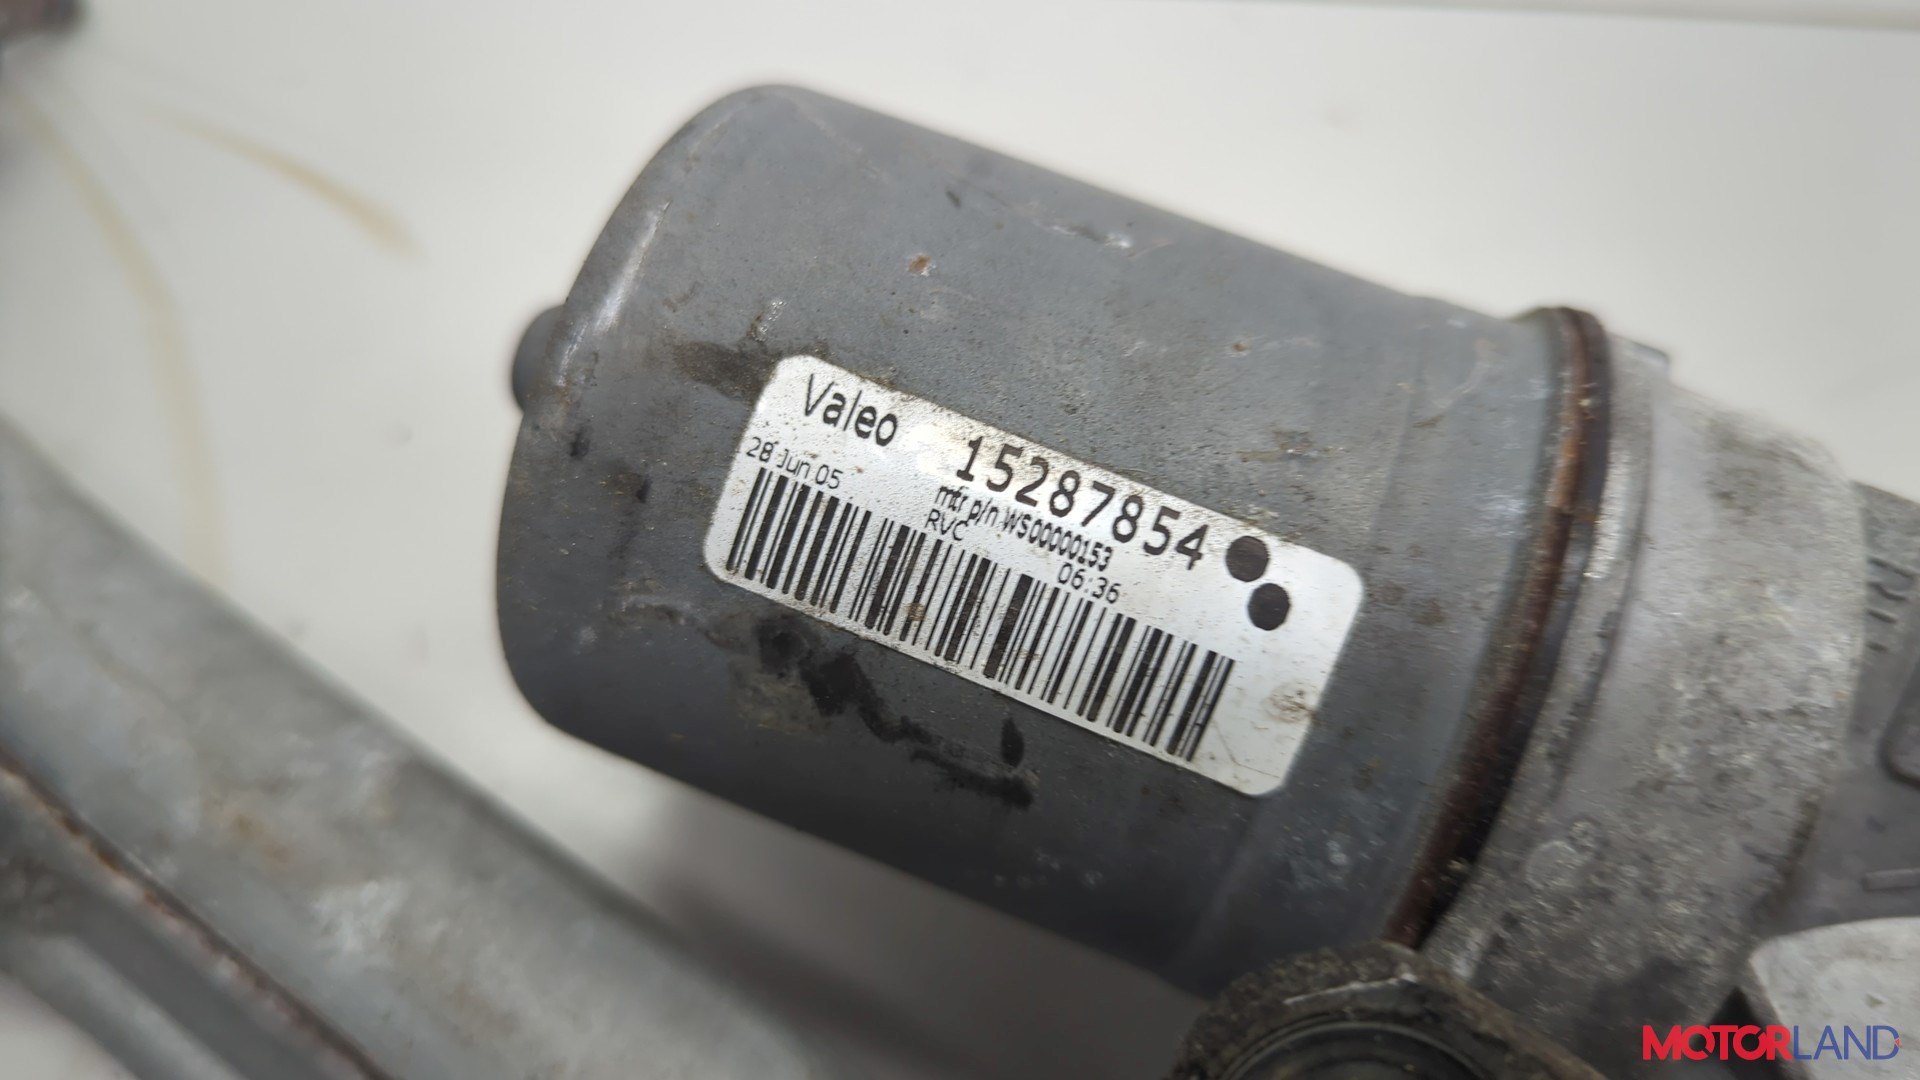 Valeo 15287854
28 Jun 05 mfr p/n WS00000153
RVC 06:36
MOTORLAND